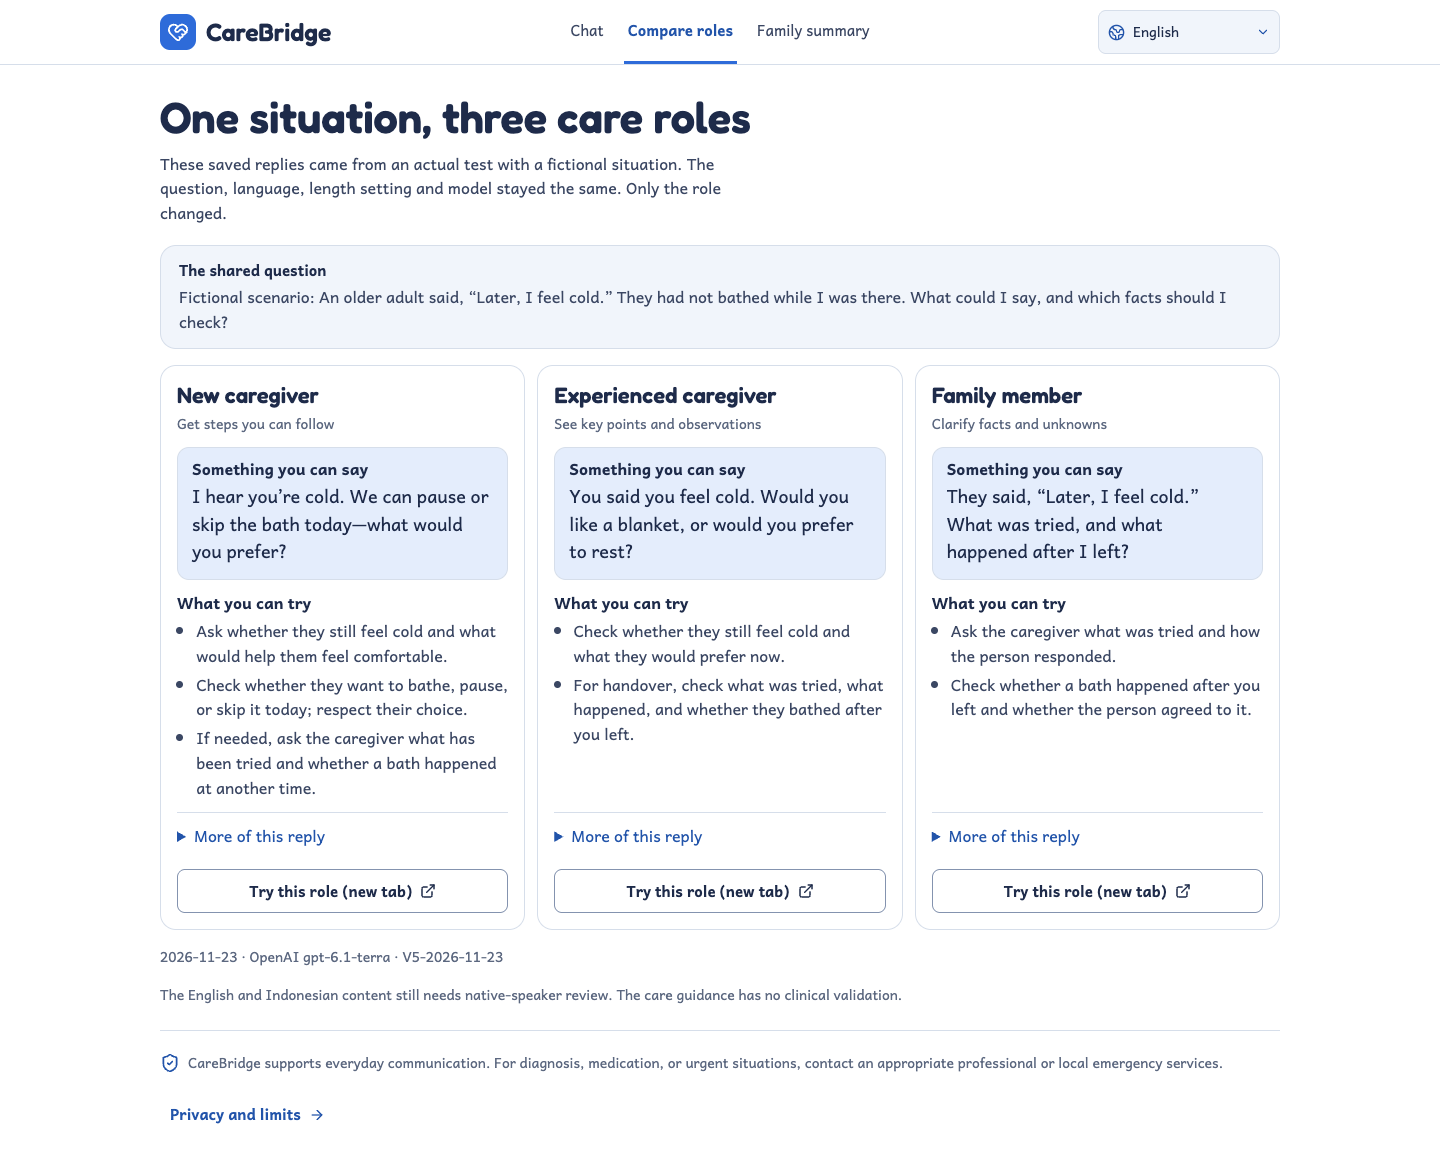 CareBridge
Chat
Compare roles
Family summary
English
One situation, three care roles
These saved replies came from an actual test with a fictional situation. The
question, language, length setting and model stayed the same. Only the role
changed.
The shared question
Fictional scenario: An older adult said, “Later, I feel cold.” They had not bathed while I was there. What could I say, and which facts should I
check?
New caregiver
Get steps you can follow
Something you can say
I hear you’re cold. We can pause or
skip the bath today—what would
you prefer?
What you can try
Ask whether they still feel cold and what
would help them feel comfortable.
Check whether they want to bathe, pause,
or skip it today; respect their choice.
If needed, ask the caregiver what has
been tried and whether a bath happened
at another time.
More of this reply
Try this role (new tab)
Experienced caregiver
See key points and observations
Something you can say
You said you feel cold. Would you
like a blanket, or would you prefer
to rest?
What you can try
Check whether they still feel cold and
what they would prefer now.
For handover, check what was tried, what
happened, and whether they bathed after
you left.
More of this reply
Try this role (new tab)
Family member
Clarify facts and unknowns
Something you can say
They said, “Later, I feel cold.”
What was tried, and what
happened after I left?
What you can try
Ask the caregiver what was tried and how
the person responded.
Check whether a bath happened after you
left and whether the person agreed to it.
More of this reply
Try this role (new tab)
2026-11-23 · OpenAI gpt-6.1-terra · V5-2026-11-23
The English and Indonesian content still needs native-speaker review. The care guidance has no clinical validation.
CareBridge supports everyday communication. For diagnosis, medication, or urgent situations, contact an appropriate professional or local emergency services.
Privacy and limits